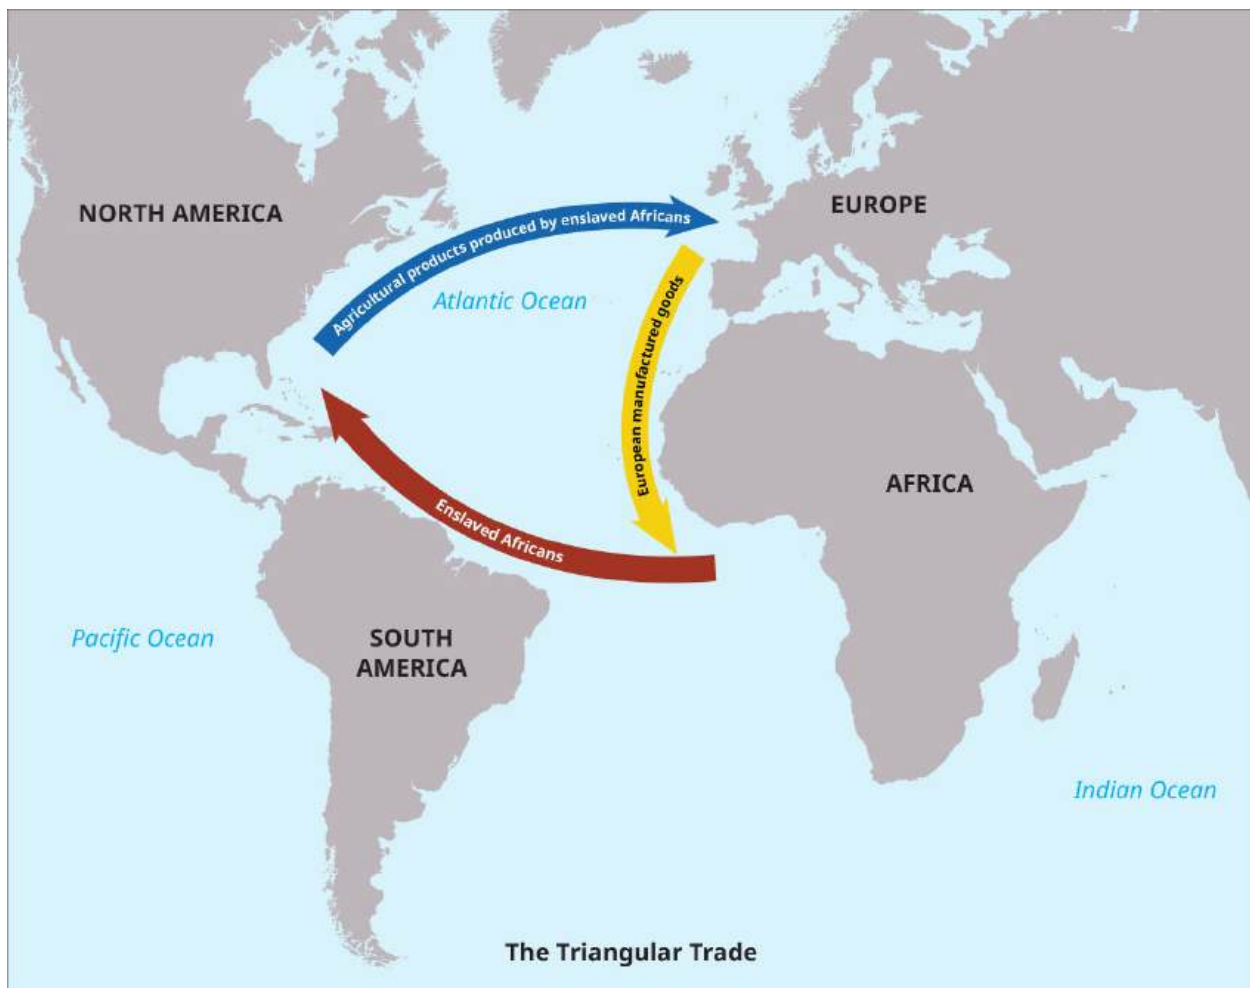 NORTH AMERICA
EUROPE
Agricultural products produced by enslaved Africans
Atlantic Ocean
European manufactured goods
AFRICA
Enslaved Africans
Pacific Ocean
SOUTH
AMERICA
Indian Ocean
The Triangular Trade